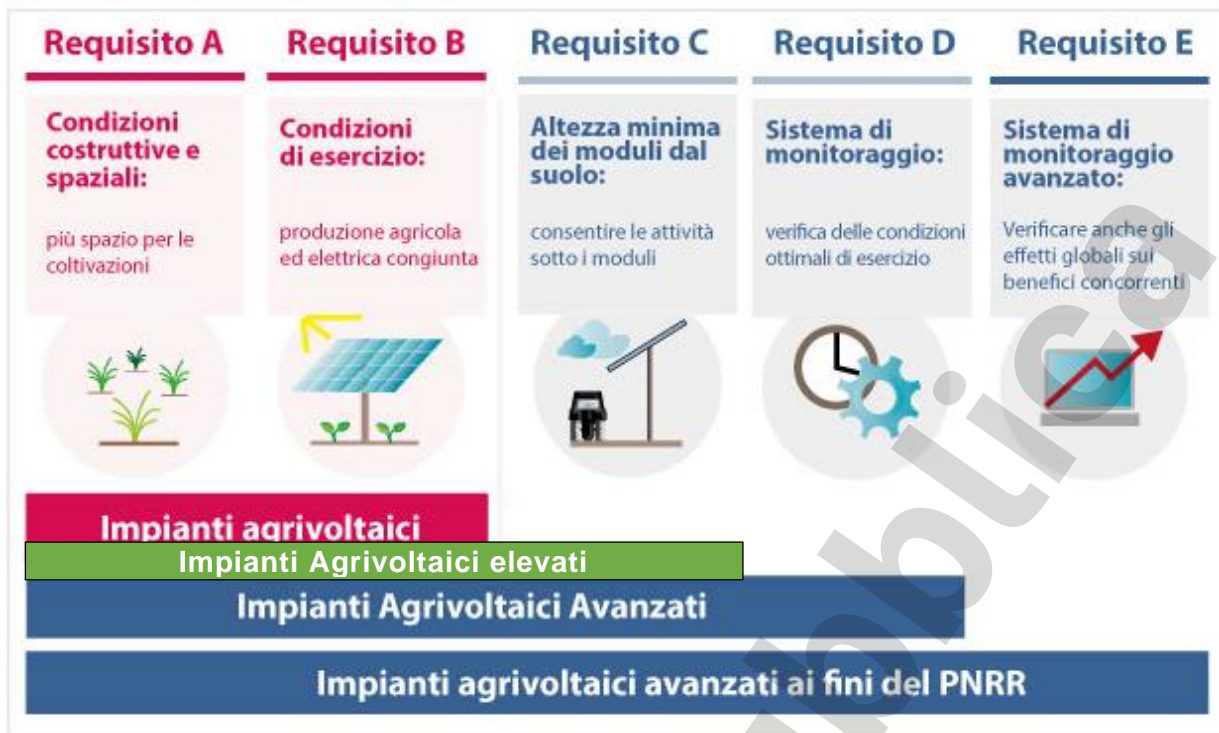 Requisito A
Requisito B
Requisito C
Requisito D
Requisito E
Condizioni
costruttive e
spaziali:
più spazio per le
coltivazioni
Condizioni
di esercizio:
produzione agricola
ed elettrica congiunta
Altezza minima
dei moduli dal
suolo:
consentire le attività
sotto i moduli
Sistema di
monitoraggio:
verifica delle condizioni
ottimali di esercizio
Sistema di
monitoraggio
avanzato:
Verificare anche gli
effetti globali sui
benefici concorrenti
Impianti agrivoltaici
Impianti Agrivoltaici elevati
Impianti Agrivoltaici Avanzati
Impianti agrivoltaici avanzati ai fini del PNRR